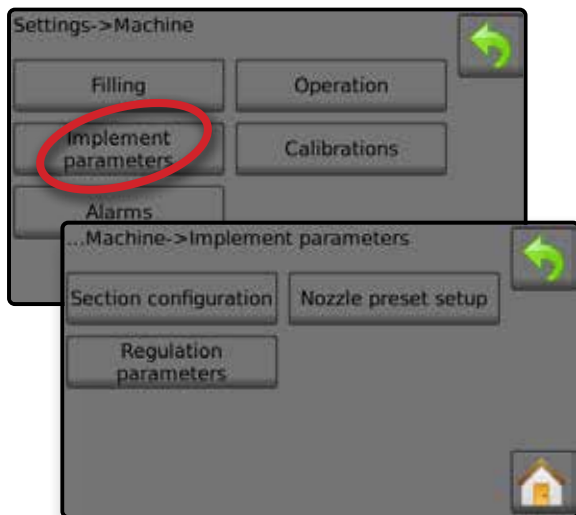 Settings->Machine
Filling
Operation
Implement
parameters
Calibrations
Alarms
...Machine->Implement parameters
Section configuration
Nozzle preset setup
Regulation
parameters